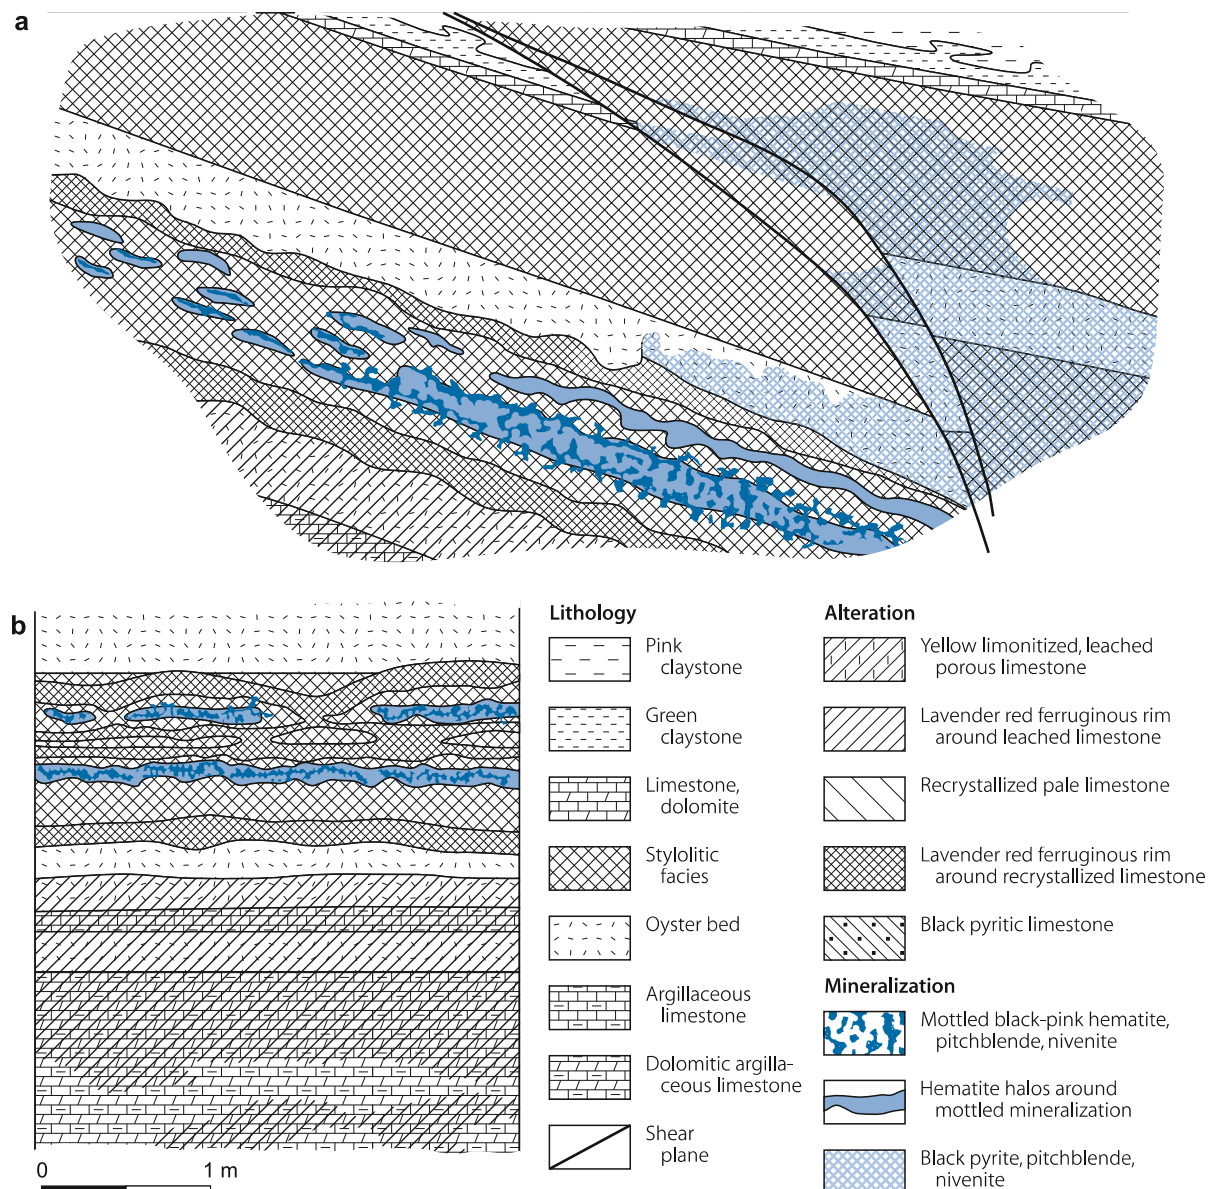 a
b
Lithology
Pink
claystone
Green
claystone
Limestone,
dolomite
Stylolitic
facies
Oyster bed
Argillaceous
limestone
Dolomitic argilla-
ceous limestone
Shear
plane
Alteration
Yellow limonitized, leached
porous limestone
Lavender red ferruginous rim
around leached limestone
Recrystallized pale limestone
Lavender red ferruginous rim
around recrystallized limestone
Black pyritic limestone
Mineralization
Mottled black-pink hematite,
pitchblende, nivenite
Hematite halos around
mottled mineralization
Black pyrite, pitchblende,
nivenite
0 1 m